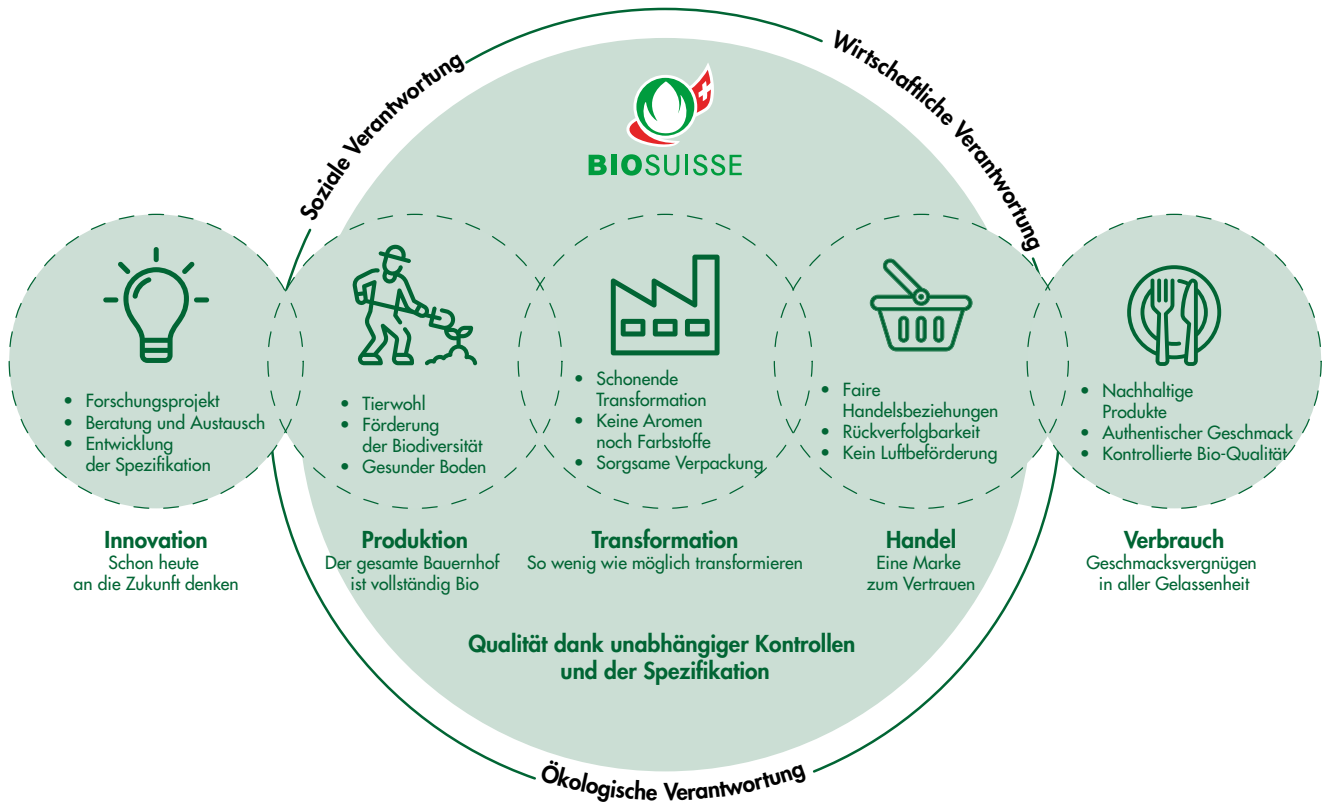 Soziale Verantwortung
Wirtschaftliche Verantwortung
BIOSUISSE
• Forschungsprojekt
• Beratung und Austausch
• Entwicklung
der Spezifikation
Innovation
Schon heute
an die Zukunft denken
• Tierwohl
• Förderung
der Biodiversität
• Gesunder Boden
Produktion
Der gesamte Bauernhof
ist vollständig Bio
• Schonende
Transformation
• Keine Aromen
noch Farbstoffe
• Sorgsame Verpackung
Transformation
So wenig wie möglich transformieren
• Faire
Handelsbeziehungen
• Rückverfolgbarkeit
• Kein Luftbeförderung
Handel
Eine Marke
zum Vertrauen
• Nachhaltige
Produkte
• Authentischer Geschmack
• Kontrollierte Bio-Qualität
Verbrauch
Geschmacksvergnügen
in aller Gelassenheit
Qualität dank unabhängiger Kontrollen
und der Spezifikation
Ökologische Verantwortung